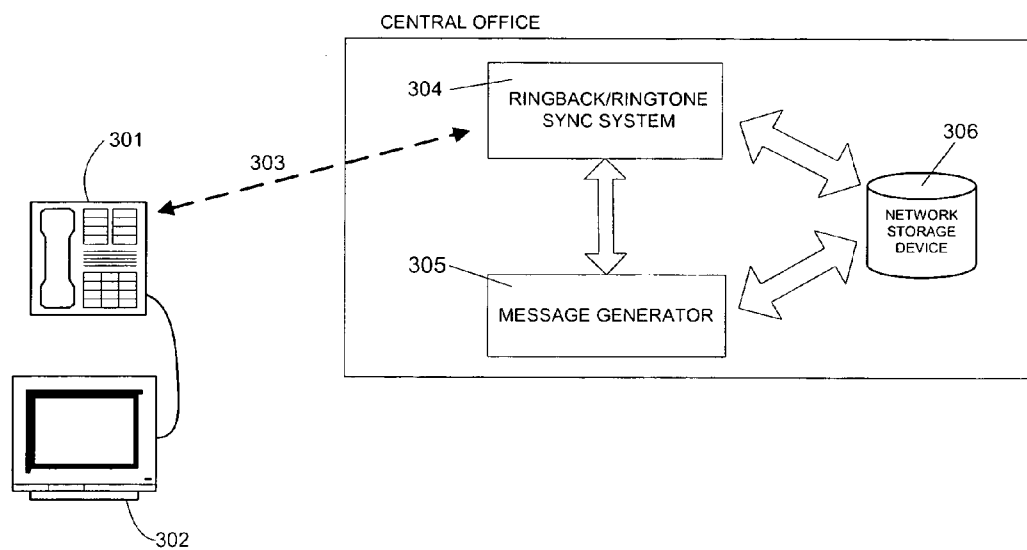 CENTRAL OFFICE
304
RINGBACK/RINGTONE
SYNC SYSTEM
301
303
306
NETWORK
STORAGE
DEVICE
305
MESSAGE GENERATOR
302